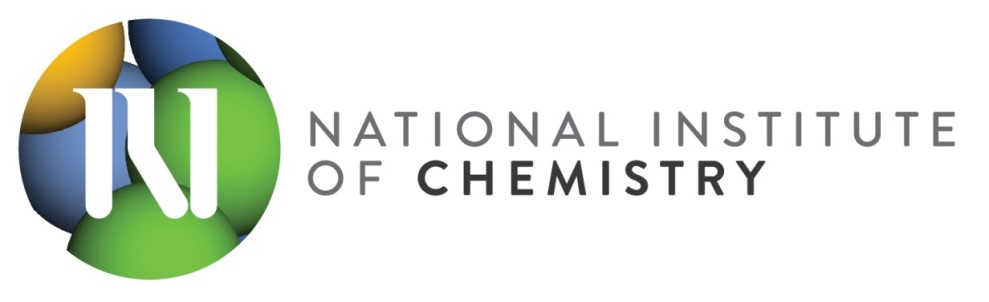 NATIONAL INSTITUTE
OF CHEMISTRY